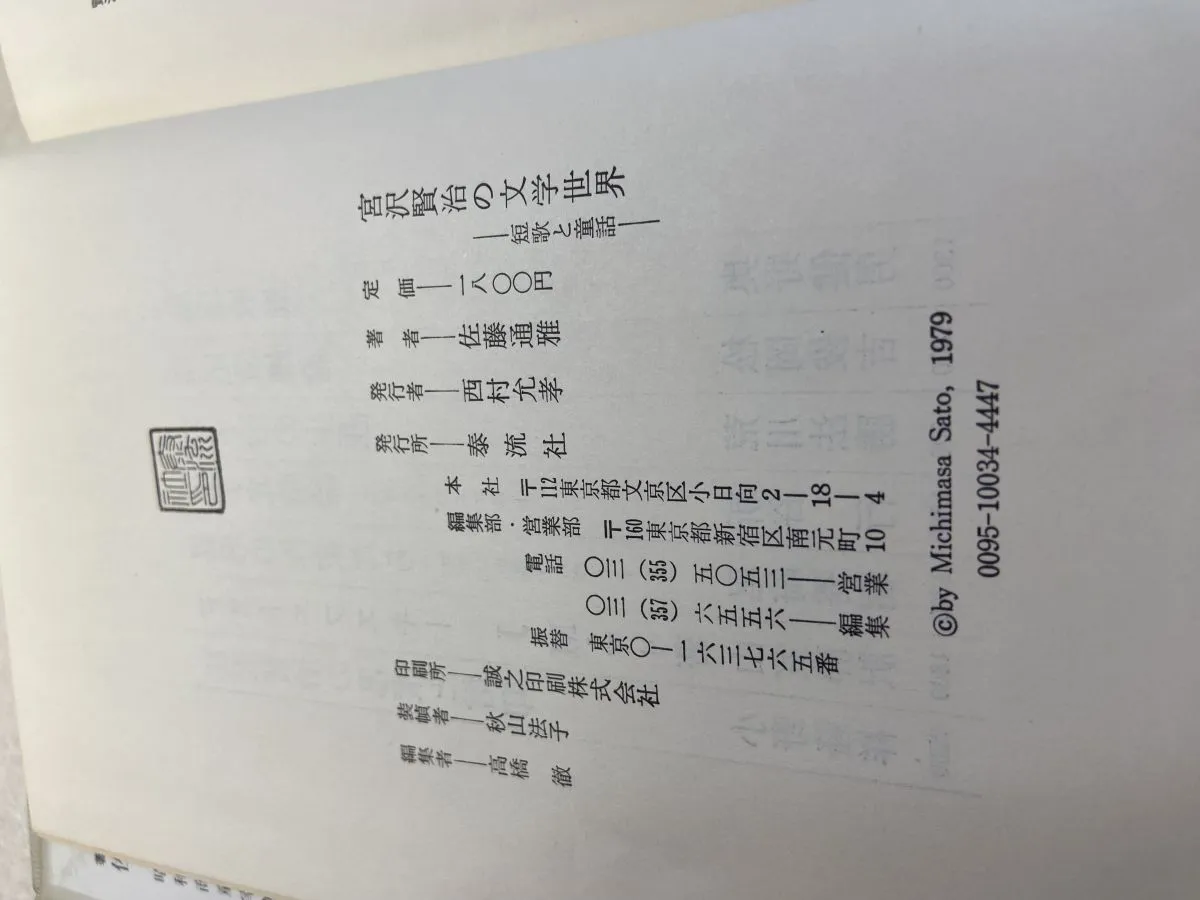 宮沢賢治の文学世界
―短歌と童話―
定価―一八〇〇円
著者―佐藤通雅
発行者―西村允孝
発行所―泰流社
本社 〒112東京都文京区小日向2―18―4
編集部・営業部 〒160東京都新宿区南元町10
電話 〇三(355)五〇五三―営業
〇三(357)六五五六―編集
振替 東京〇―一六三七六五番
印刷所―誠之印刷株式会社
装幀者―秋山法子
編集者―高橋 徹
©by Michimasa Sato, 1979
0095-10034-4447